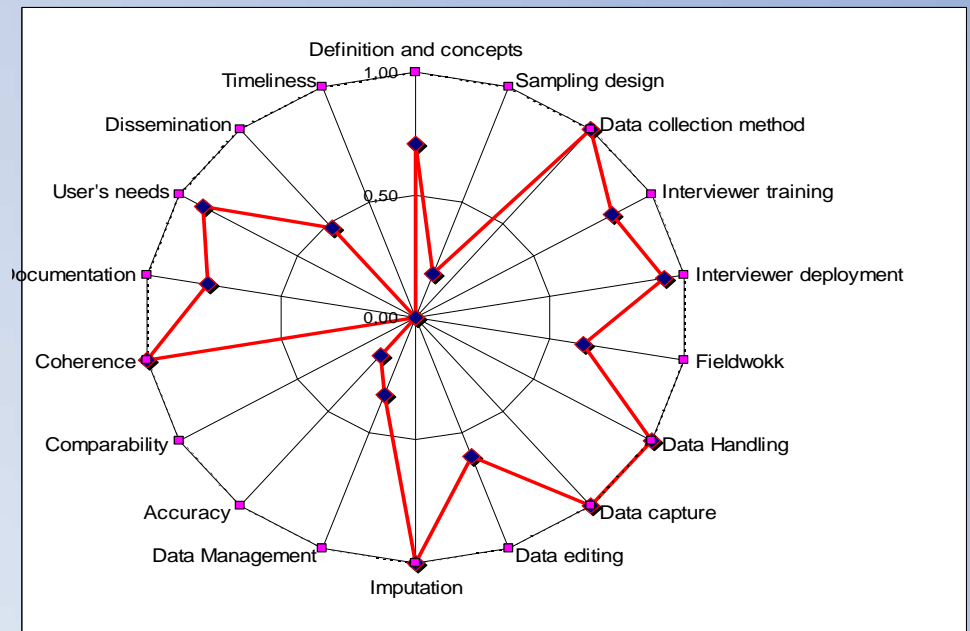 Definition and concepts
1,00
Timeliness
Sampling design
Dissemination
Data collection method
User's needs
Interviewer training
0,50
Documentation
Interviewer deployment
0,00
Coherence
Fieldwokk
Comparability
Data Handling
Accuracy
Data capture
Data Management
Data editing
Imputation